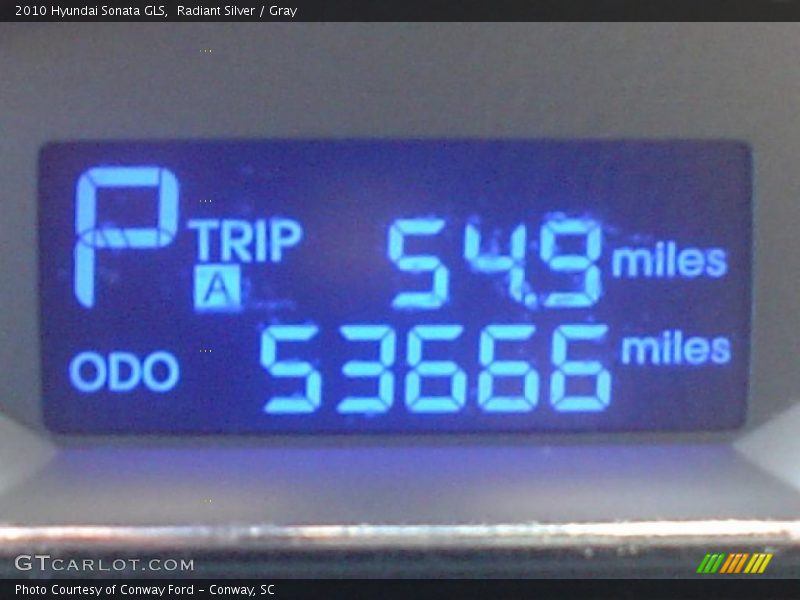 2010 Hyundai Sonata GLS, Radiant Silver / Gray
P TRIP A 54.9 miles
ODO 53666 miles
GTCARLOT.COM
Photo Courtesy of Conway Ford - Conway, SC